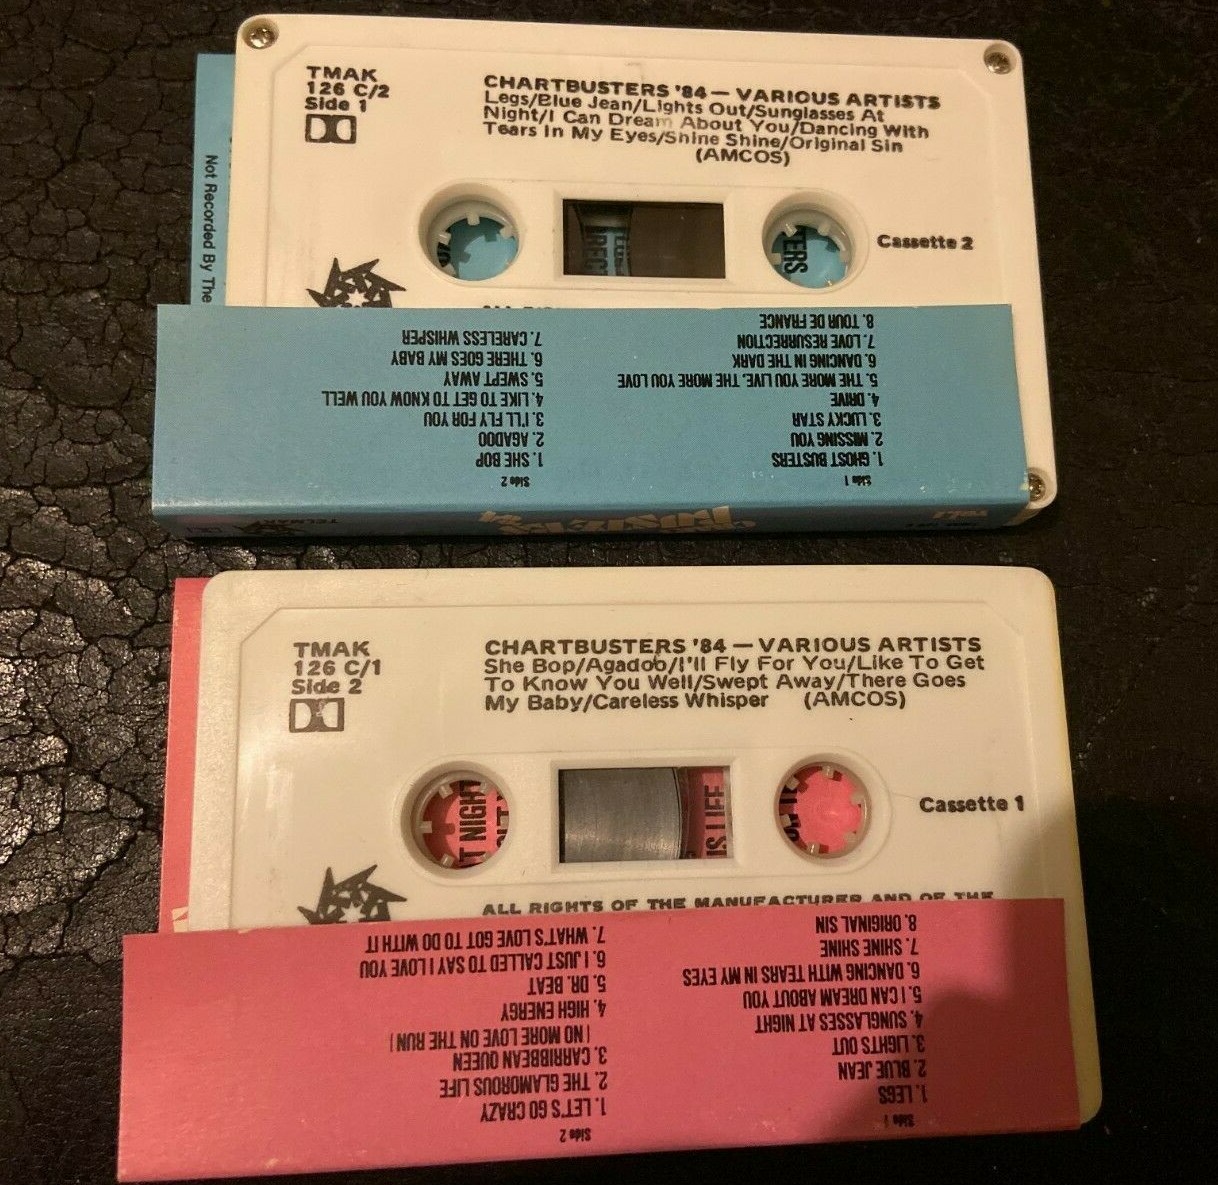 TMAK
126 C/2
Side 1
CHARTBUSTERS '84 — VARIOUS ARTISTS
Legs/Blue Jean/Lights Out/Sunglasses At
Night/I Can Dream About You/Dancing With
Tears In My Eyes/Shine Shine/Original Sin
(AMCOS)
Not Recorded By The
ERS
Cassette 2
Side 1
1. GHOST BUSTERS
2. MISSING YOU
3. LUCKY STAR
4. DRIVE
5. THE MORE YOU LIVE, THE MORE YOU LOVE
6. DANCING IN THE DARK
7. LOVE RESURRECTION
8. TOUR DE FRANCE
Side 2
1. SHE BOP
2. AGADOO
3. I'LL FLY FOR YOU
4. LIKE TO GET TO KNOW YOU WELL
5. SWEPT AWAY
6. THERE GOES MY BABY
7. CARELESS WHISPER
TELMAK
TMAK
126 C/1
Side 2
CHARTBUSTERS '84 — VARIOUS ARTISTS
She Bop/Agadoo/I'll Fly For You/Like To Get
To Know You Well/Swept Away/There Goes
My Baby/Careless Whisper (AMCOS)
T NIGHT
IS LIFE
Cassette 1
ALL RIGHTS OF THE MANUFACTURER AND OF THE
Side 1
1. LEGS
2. BLUE JEAN
3. LIGHTS OUT
4. SUNGLASSES AT NIGHT
5. I CAN DREAM ABOUT YOU
6. DANCING WITH TEARS IN MY EYES
7. SHINE SHINE
8. ORIGINAL SIN
Side 2
1. LET'S GO CRAZY
2. THE GLAMOROUS LIFE
3. CARRIBBEAN QUEEN
(NO MORE LOVE ON THE RUN)
4. HIGH ENERGY
5. DR. BEAT
6. I JUST CALLED TO SAY I LOVE YOU
7. WHAT'S LOVE GOT TO DO WITH IT